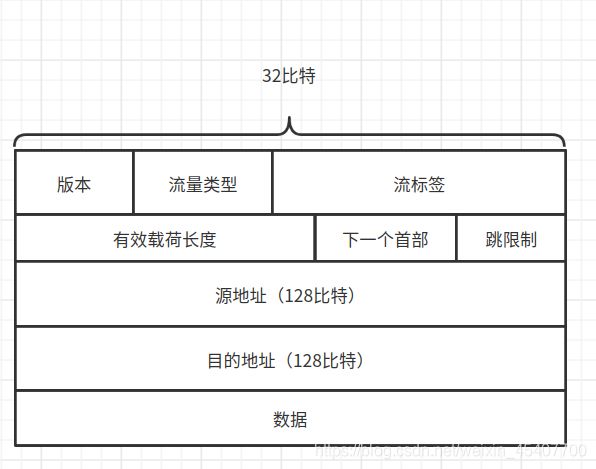 32比特
版本 流量类型 流标签
有效载荷长度 下一个首部 跳限制
源地址（128比特）
目的地址（128比特）
数据
https://blog.csdn.net/weixin_45407700